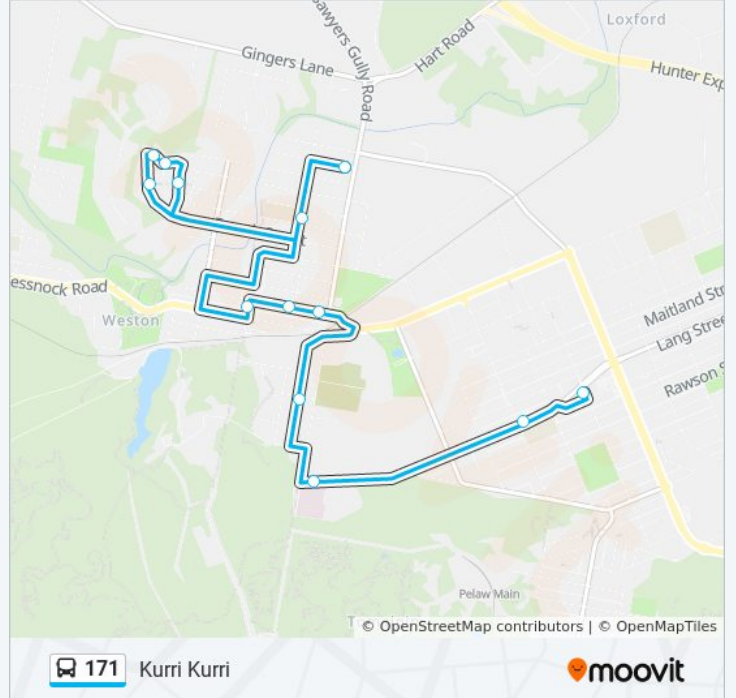 Loxford
Sawyers Gully Road
Hart Road
Gingers Lane
Hunter Exp
essnock Road
Weston
Maitland Str
Lang Stree
Rawson S
Pelaw Main
© OpenStreetMap contributors | © OpenMapTiles
171 Kurri Kurri
moovit